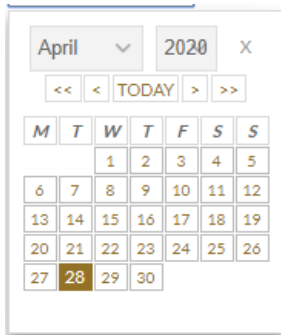 April 2020 X
<< < TODAY > >>
M T W T F S S
1 2 3 4 5
6 7 8 9 10 11 12
13 14 15 16 17 18 19
20 21 22 23 24 25 26
27 28 29 30